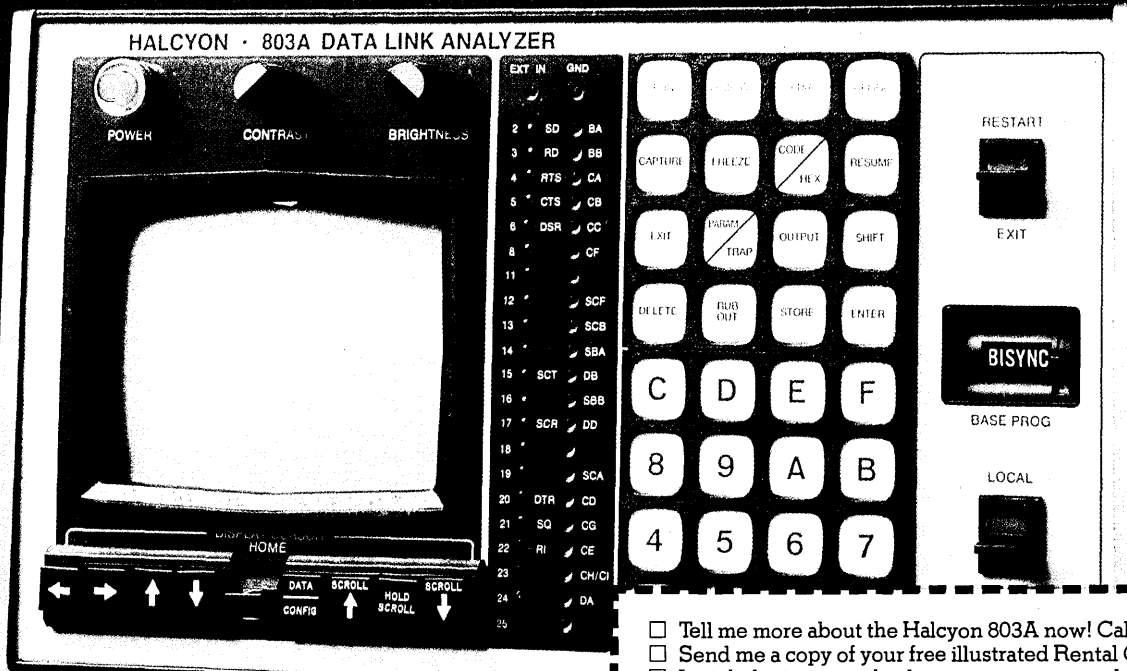 HALCYON · 803A DATA LINK ANALYZER
POWER
CONTRAST
BRIGHTNESS
EXT IN GND
2 SD BA
3 RD BB
4 RTS CA
5 CTS CB
6 DSR CC
8 CF
11
12 SCF
13 SCB
14 SBA
15 SCT DB
16 SBB
17 SCR DD
18
19 SCA
20 DTR CD
21 SQ CG
22 RI CE
23 CH/CI
24 DA
25
CAPTURE FREEZE CODE HEX RESUME
EXIT PARAM TRAP OUTPUT SHIFT
DELETE RUB OUT STORE ENTER
C D E F
8 9 A B
4 5 6 7
RESTART
EXIT
BISYNC
BASE PROG
LOCAL
HOME
← → ↑ ↓
DATA CONFIG
SCROLL ↑
HOLD SCROLL
SCROLL ↓
☐ Tell me more about the Halcyon 803A now! Cal
☐ Send me a copy of your free illustrated Rental